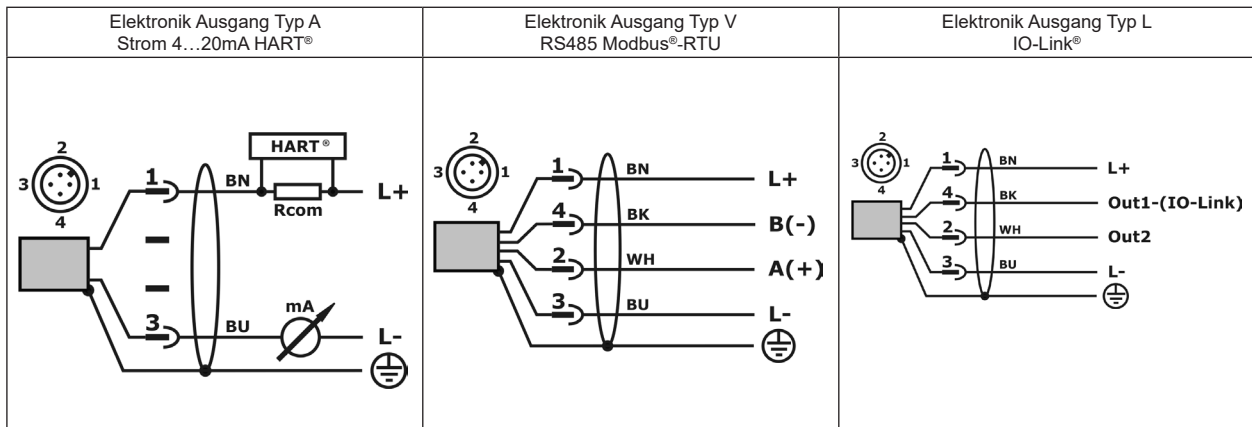 Elektronik Ausgang Typ A
Strom 4…20mA HART®
Elektronik Ausgang Typ V
RS485 Modbus®-RTU
Elektronik Ausgang Typ L
IO-Link®
2
3
1
4
1
BN
HART®
Rcom
L+
3
BU
mA
L-
2
3
1
4
1
BN
L+
4
BK
B(-)
2
WH
A(+)
3
BU
L-
2
3
1
4
1
BN
L+
4
BK
Out1-(IO-Link)
2
WH
Out2
3
BU
L-